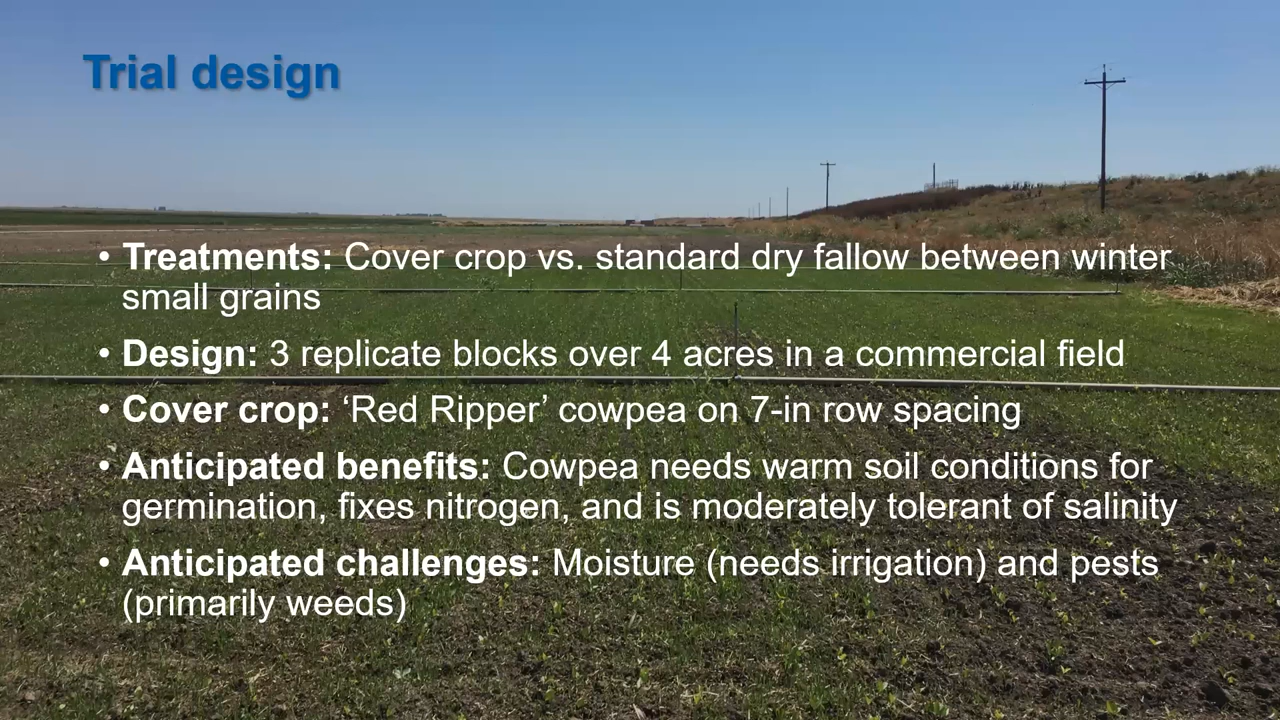 Trial design
• Treatments: Cover crop vs. standard dry fallow between winter
small grains
• Design: 3 replicate blocks over 4 acres in a commercial field
• Cover crop: ‘Red Ripper’ cowpea on 7-in row spacing
• Anticipated benefits: Cowpea needs warm soil conditions for
germination, fixes nitrogen, and is moderately tolerant of salinity
• Anticipated challenges: Moisture (needs irrigation) and pests
(primarily weeds)